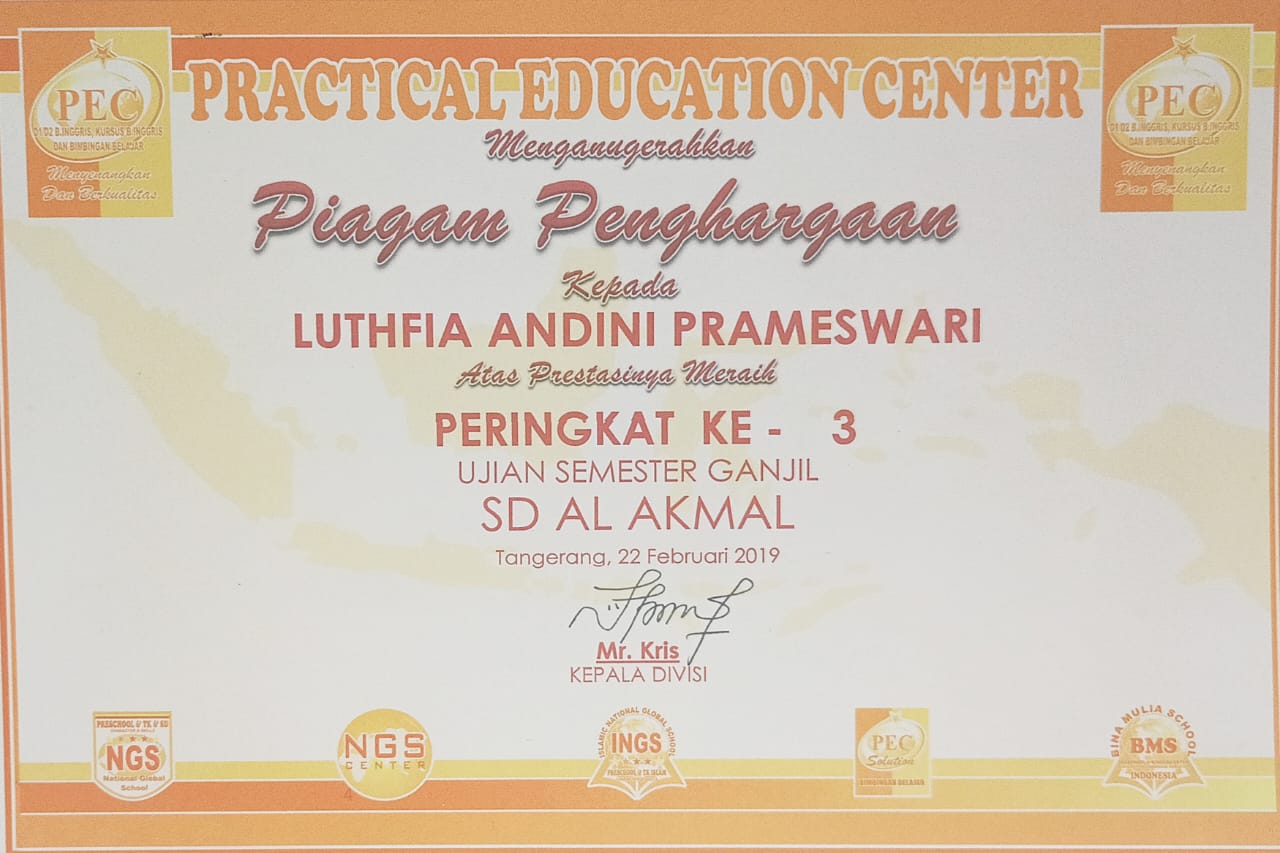 PRACTICAL EDUCATION CENTER
PEC
D1/D2 B.INGGRIS, KURSUS B.INGGRIS
DAN BIMBINGAN BELAJAR
Menyenangkan
Dan Berkualitas
PEC
D1/D2 B.INGGRIS, KURSUS B.INGGRIS
DAN BIMBINGAN BELAJAR
Menyenangkan
Dan Berkualitas
Menganugerahkan
Piagam Penghargaan
Kepada
LUTHFIA ANDINI PRAMESWARI
Atas Prestasinya Meraih
PERINGKAT KE - 3
UJIAN SEMESTER GANJIL
SD AL AKMAL
Tangerang, 22 Februari 2019
Mr. Kris
KEPALA DIVISI
PRESCHOOL & TK & SD
NGS
National Global
School
NGS
CENTER
ISLAMIC NATIONAL GLOBAL SCHOOL
INGS
PRESCHOOL & TK ISLAM
PEC
Solution
BIMBINGAN BELAJAR
BINA MULIA SCHOOL
BMS
INDONESIA